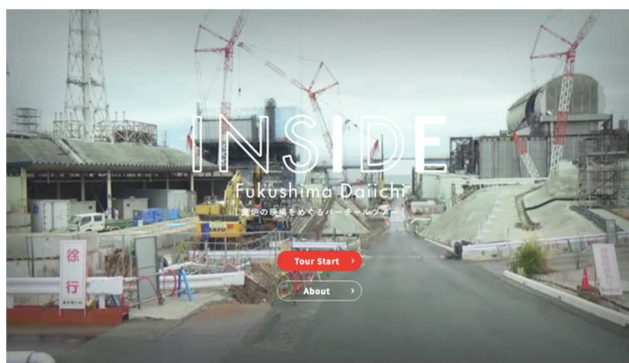 INSIDE
Fukushima Daiichi
廃炉の現場をめぐるバーチャルツアー
Tour Start
About
徐行